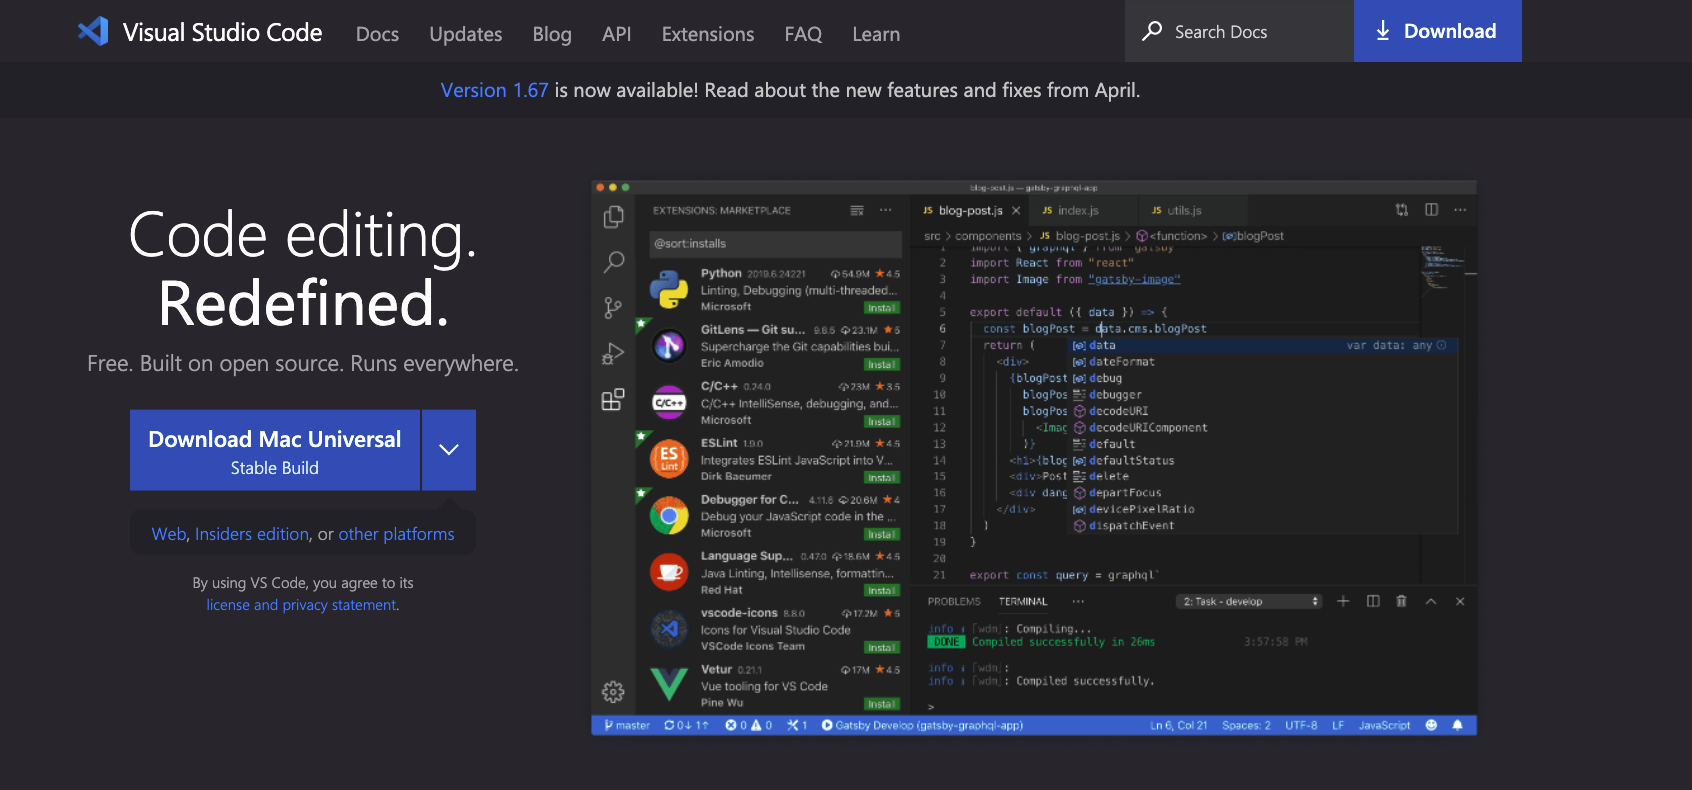 Visual Studio Code Docs Updates Blog API Extensions FAQ Learn Search Docs Download
Version 1.67 is now available! Read about the new features and fixes from April.
Code editing.
Redefined.
Free. Built on open source. Runs everywhere.
Download Mac Universal
Stable Build
Web, Insiders edition, or other platforms
By using VS Code, you agree to its
license and privacy statement.
blog-post.js — gatsby-graphql-app
EXTENSIONS: MARKETPLACE
@sort:installs
Python 2019.6.24221 54.9M 4.5
Linting, Debugging (multi-threaded...
Microsoft Install
GitLens — Git su... 9.8.5 23.1M 5
Supercharge the Git capabilities bui...
Eric Amodio Install
C/C++ 0.24.0 23M 3.5
C/C++ IntelliSense, debugging, and...
Microsoft Install
ESLint 1.9.0 21.9M 4.5
Integrates ESLint JavaScript into V...
Dirk Baeumer Install
Debugger for C... 4.11.6 20.6M 4
Debug your JavaScript code in the ...
Microsoft Install
Language Sup... 0.47.0 18.6M 4.5
Java Linting, Intellisense, formattin...
Red Hat Install
vscode-icons 8.8.0 17.2M 5
Icons for Visual Studio Code
VSCode Icons Team Install
Vetur 0.21.1 17M 4.5
Vue tooling for VS Code
Pine Wu Install
C/C++
ES
Lint
JS blog-post.js JS index.js JS utils.js
src > components > JS blog-post.js > <function> > blogPost
1 import { graphql } from "gatsby"
2 import React from "react"
3 import Image from "gatsby-image"
4
5 export default ({ data }) => {
6 const blogPost = data.cms.blogPost
7 return (
8 <div>
9 {blogPost
10 blogPos
11 blogPos
12 <Imag
13 )}
14 <h1>{blog
15 <div>Post
16 <div dang
17 </div>
18 )
19 }
20
21 export const query = graphql`
data var data: any
dateFormat
debug
debugger
decodeURI
decodeURIComponent
default
defaultStatus
delete
departFocus
devicePixelRatio
dispatchEvent
PROBLEMS TERMINAL ··· 2: Task - develop
info [wdm]: Compiling...
DONE Compiled successfully in 26ms 3:57:58 PM
info [wdm]:
info [wdm]: Compiled successfully.
>
master 0↓ 1↑ 0 0 1 Gatsby Develop (gatsby-graphql-app) Ln 6, Col 21 Spaces: 2 UTF-8 LF JavaScript